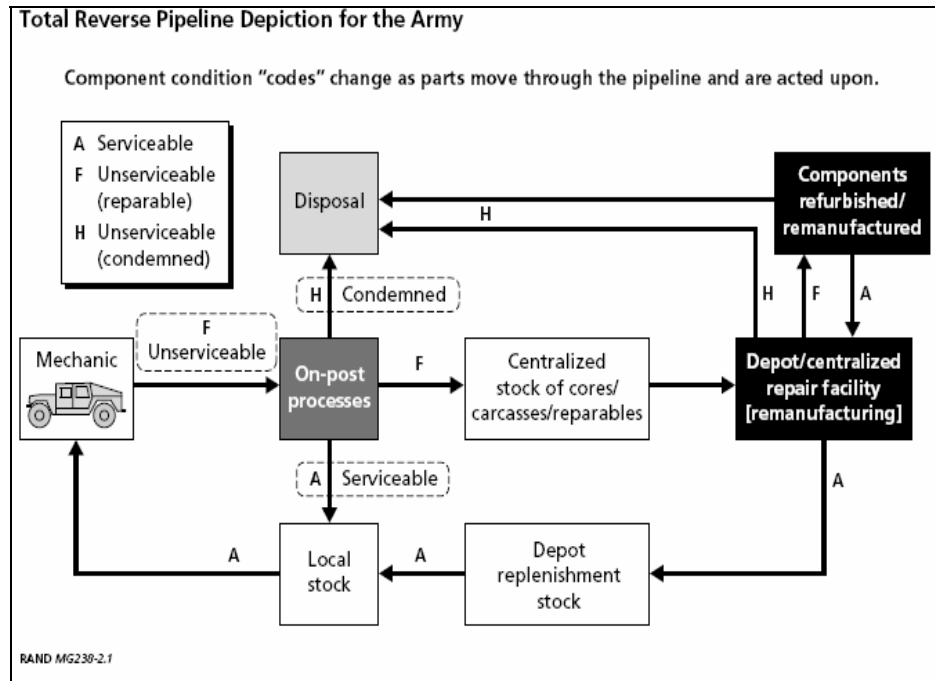 Total Reverse Pipeline Depiction for the Army
Component condition “codes” change as parts move through the pipeline and are acted upon.
A Serviceable
F Unserviceable
(reparable)
H Unserviceable
(condemned)
Disposal
H
Components
refurbished/
remanufactured
H Condemned
H
F
A
F
Unserviceable
Mechanic
On-post
processes
F
Centralized
stock of cores/
carcasses/reparables
Depot/centralized
repair facility
[remanufacturing]
A Serviceable
A
A
Local
stock
A
Depot
replenishment
stock
RAND MG238-2.1